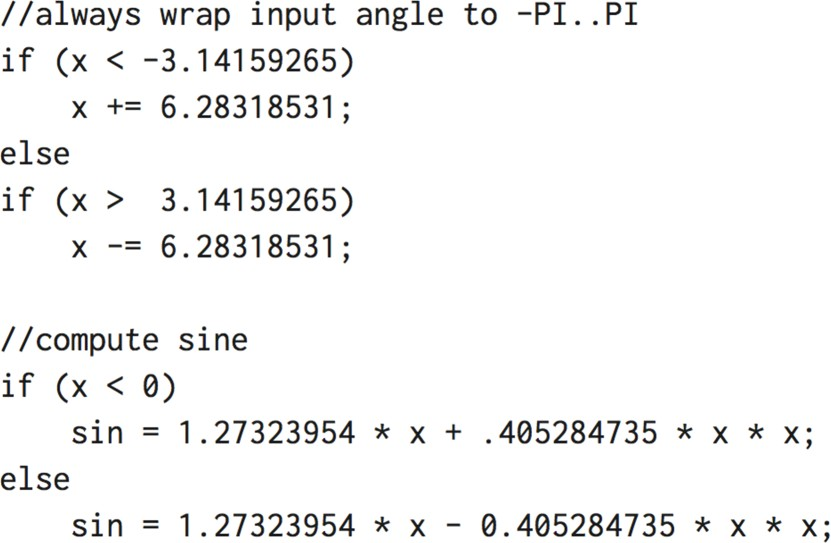 //always wrap input angle to -PI..PI
if (x < -3.14159265)
    x += 6.28318531;
else
if (x >  3.14159265)
    x -= 6.28318531;

//compute sine
if (x < 0)
    sin = 1.27323954 * x + .405284735 * x * x;
else
    sin = 1.27323954 * x - 0.405284735 * x * x;